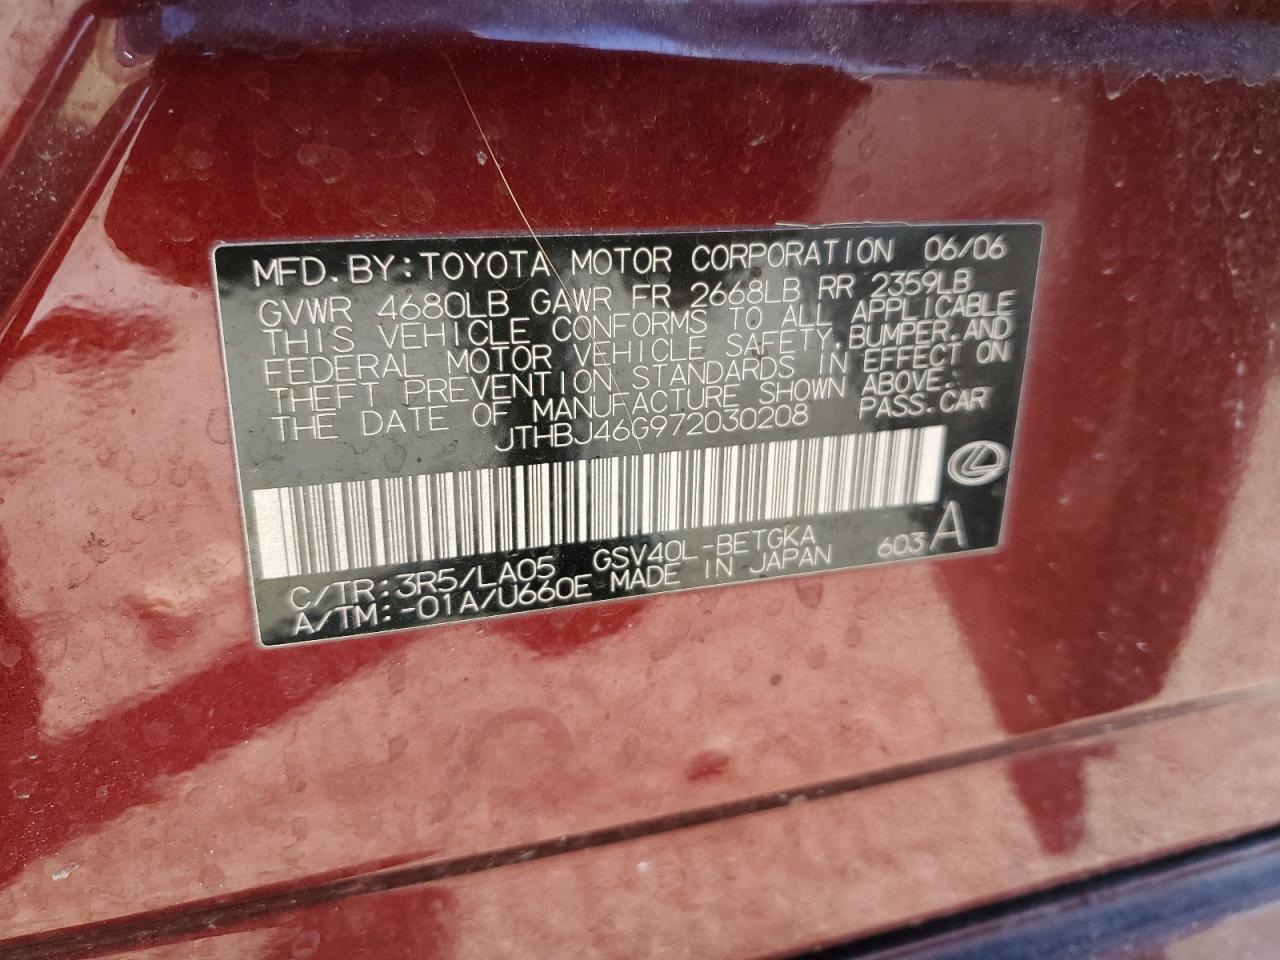 MFD.BY:TOYOTA MOTOR CORPORATION 06/06
GVWR 4680LB GAWR FR 2668LB RR 2359LB
THIS VEHICLE CONFORMS TO ALL APPLICABLE
FEDERAL MOTOR VEHICLE SAFETY,BUMPER,AND
THEFT PREVENTION STANDARDS IN EFFECT ON
THE DATE OF MANUFACTURE SHOWN ABOVE.
JTHBJ46G972030208 PASS.CAR
C/TR:3R5/LA05 GSV40L-BETGKA 603 A
A/TM:-01A/U660E MADE IN JAPAN